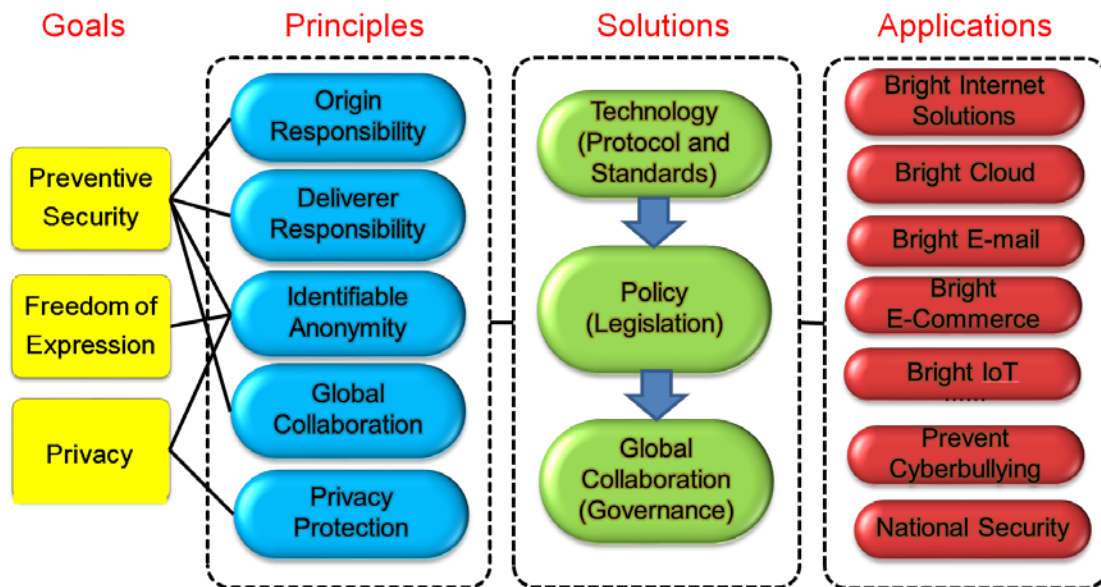 Goals
Principles
Solutions
Applications
Preventive
Security
Freedom of
Expression
Privacy
Origin
Responsibility
Deliverer
Responsibility
Identifiable
Anonymity
Global
Collaboration
Privacy
Protection
Technology
(Protocol and
Standards)
Policy
(Legislation)
Global
Collaboration
(Governance)
Bright Internet
Solutions
Bright Cloud
Bright E-mail
Bright
E-Commerce
Bright IoT
......
Prevent
Cyberbullying
National Security